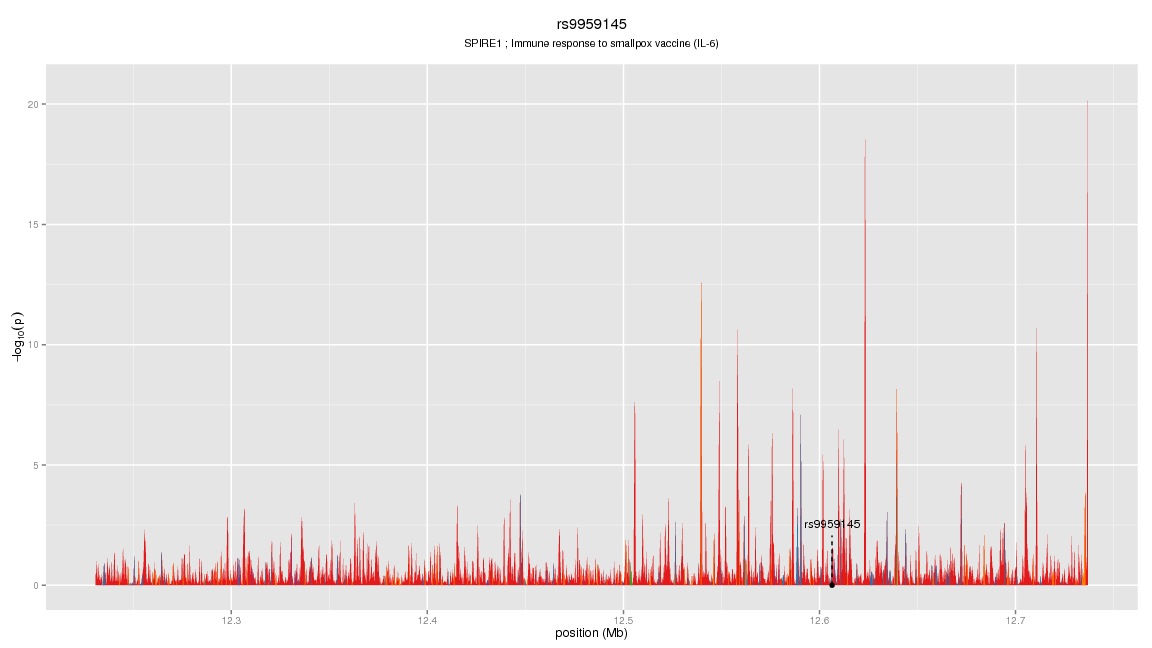 rs9959145
SPIRE1 ; Immune response to smallpox vaccine (IL-6)
20
15
10
5
0
−log10(p)
rs9959145
12.3
12.4
12.5
12.6
12.7
position (Mb)